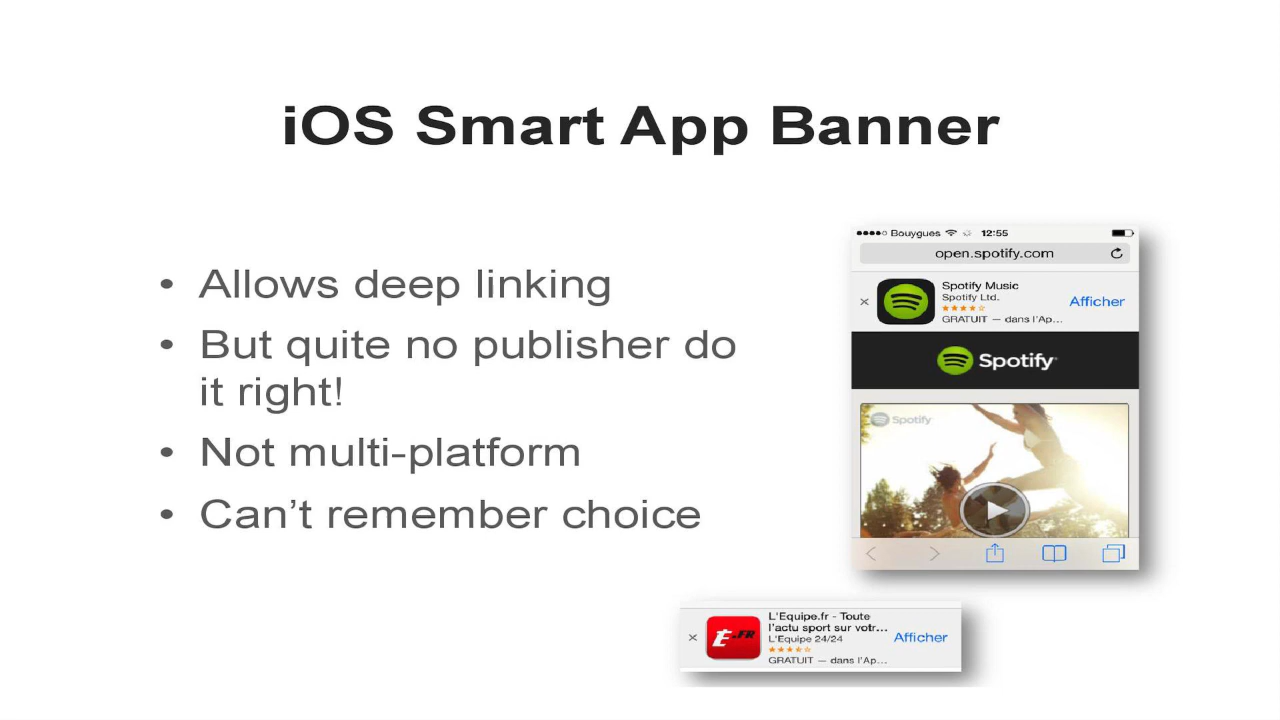 iOS Smart App Banner
• Allows deep linking
• But quite no publisher do
it right!
• Not multi-platform
• Can’t remember choice
Bouygues 12:55
open.spotify.com
Spotify Music
Spotify Ltd.
Afficher
GRATUIT — dans l'Ap...
Spotify
Spotify
L'Equipe.fr - Toute
l'actu sport sur votr...
L'Equipe 24/24
Afficher
GRATUIT — dans l'Ap...
É.FR